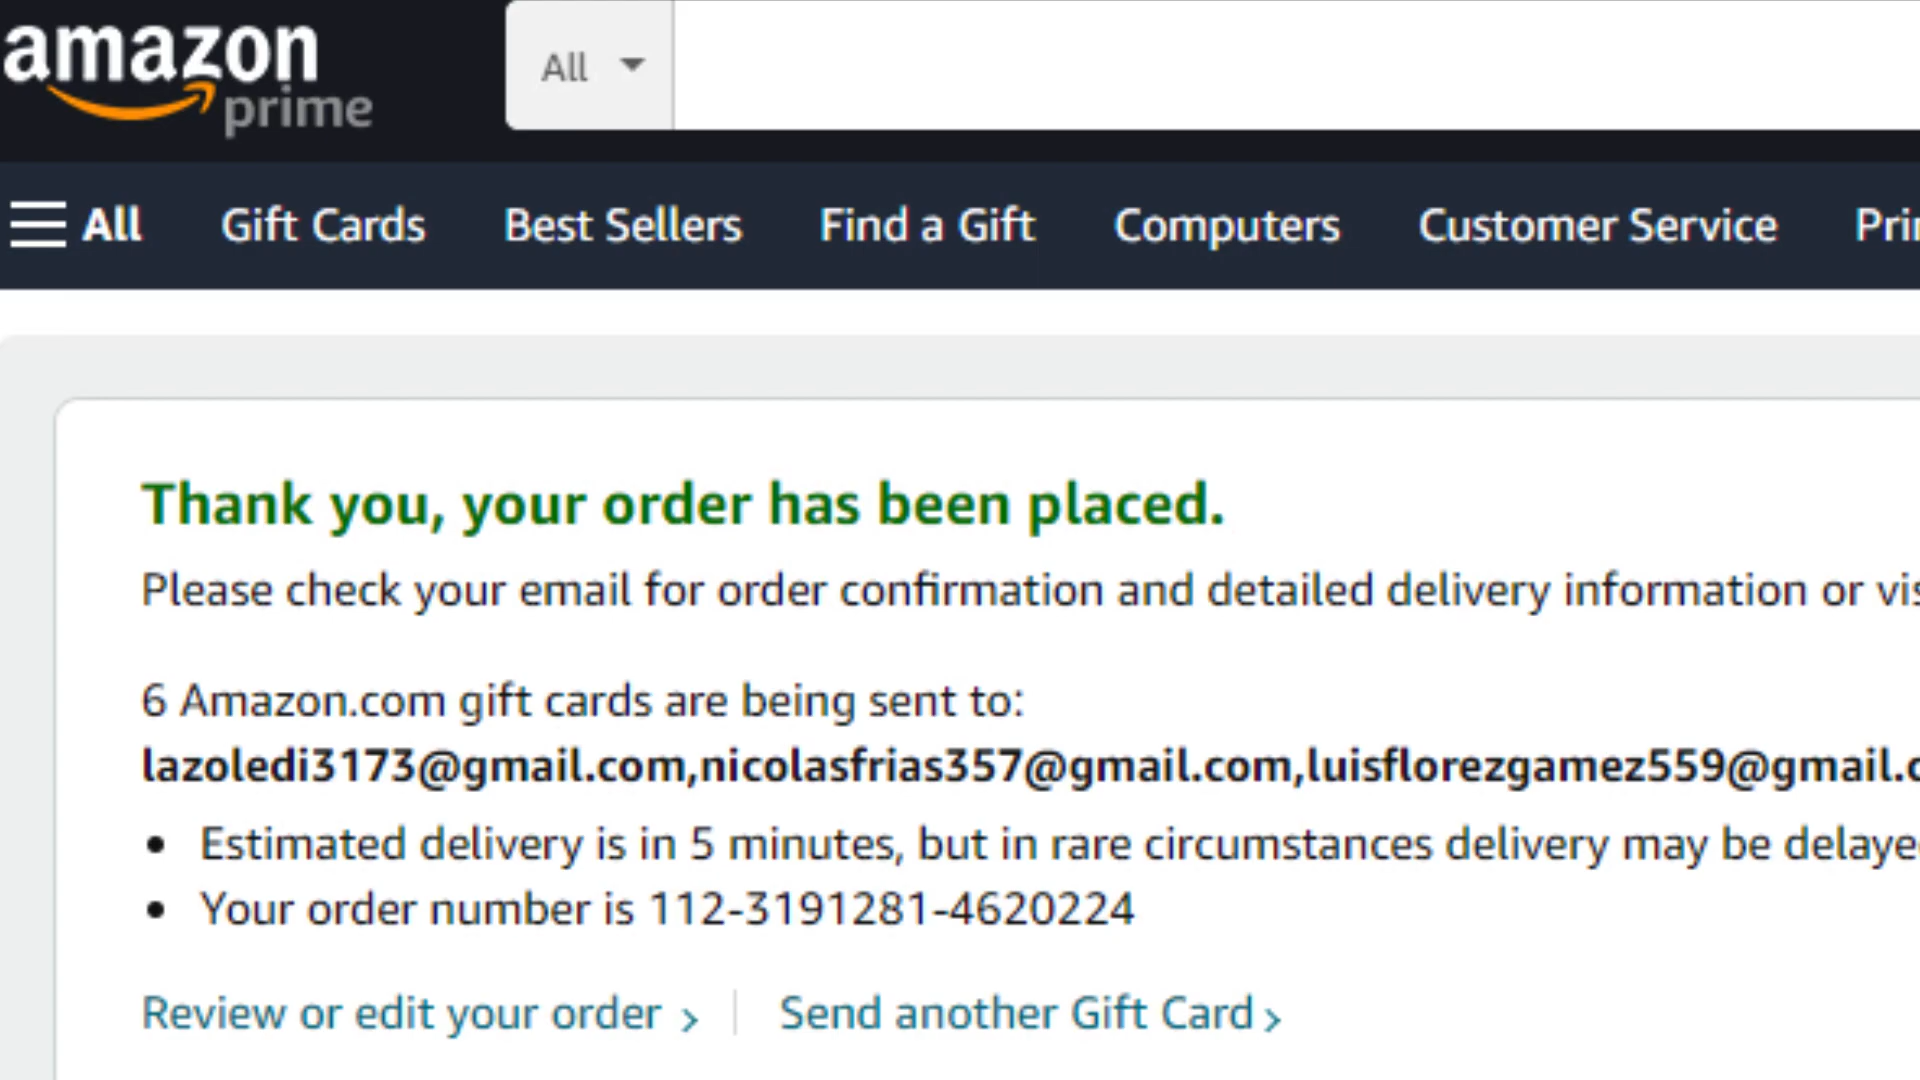 amazon
prime
All
All Gift Cards Best Sellers Find a Gift Computers Customer Service
Thank you, your order has been placed.
Please check your email for order confirmation and detailed delivery information or
6 Amazon.com gift cards are being sent to:
lazoledi3173@gmail.com,nicolasfrias357@gmail.com,luisflorezgamez559@gmail.c
• Estimated delivery is in 5 minutes, but in rare circumstances delivery may be delaye
• Your order number is 112-3191281-4620224
Review or edit your order › | Send another Gift Card ›